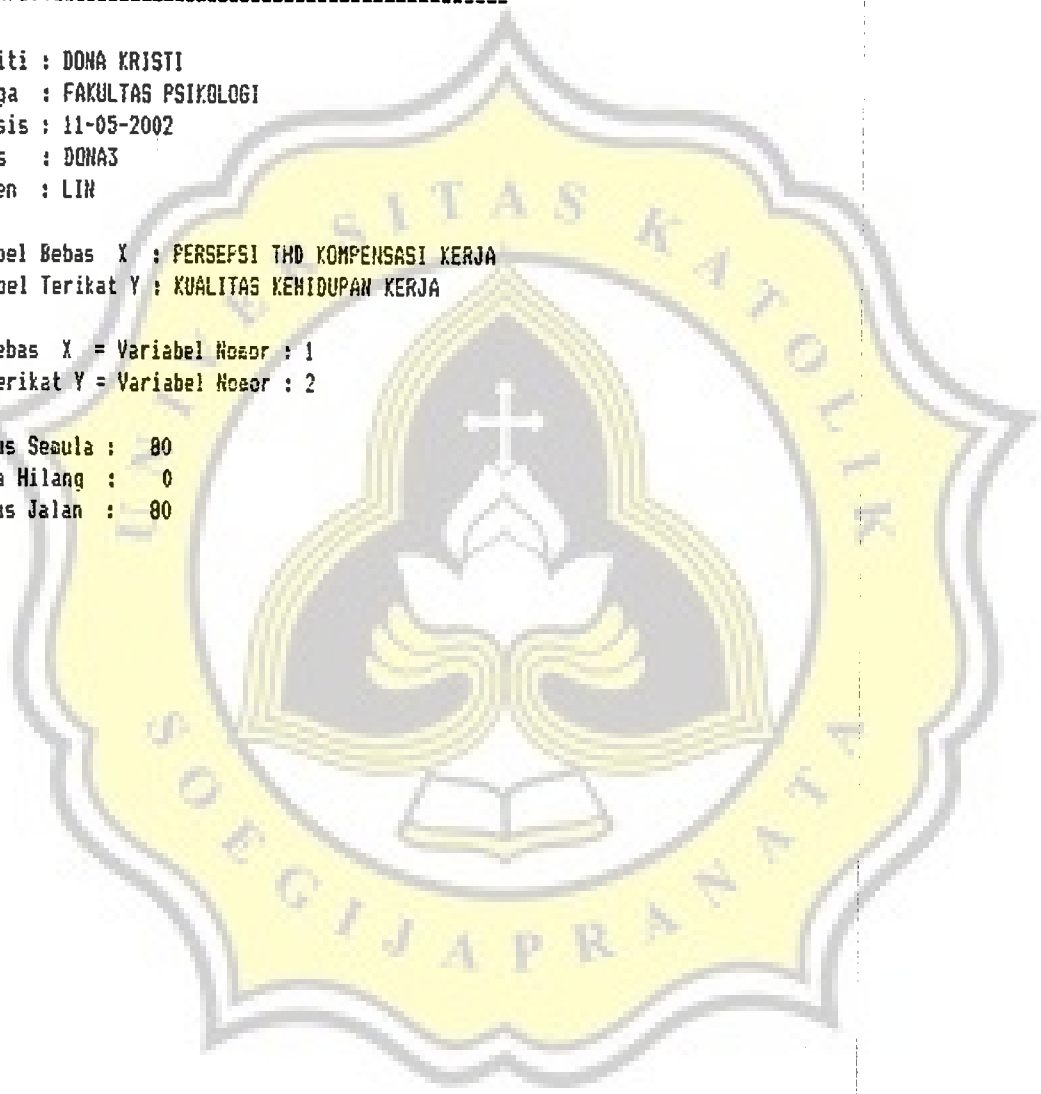 iti : DONA KRISTI
ga : FAKULTAS PSIKOLOGI
sis : 11-05-2002
s : DONA3
en : LIN
bel Bebas X : PERSEPSI THD KOMPENSASI KERJA
bel Terikat Y : KUALITAS KEHIDUPAN KERJA
ebas X = Variabel Nomor : 1
erikat Y = Variabel Nomor : 2
us Semula : 80
a Hilang : 0
us Jalan : 80
UNIVERSITAS KATOLIK
SOEGIJAPRANATA